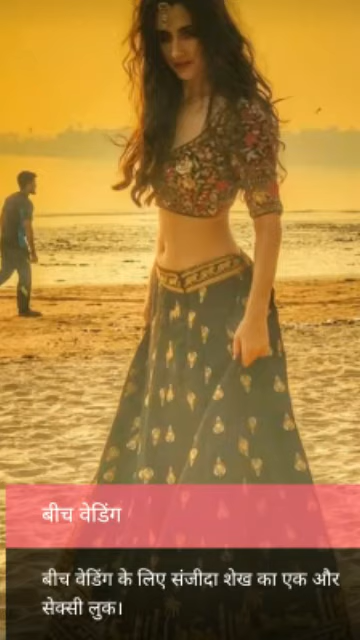 बीच वेडिंग
बीच वेडिंग के लिए संजीदा शेख का एक और
सेक्सी लुक।